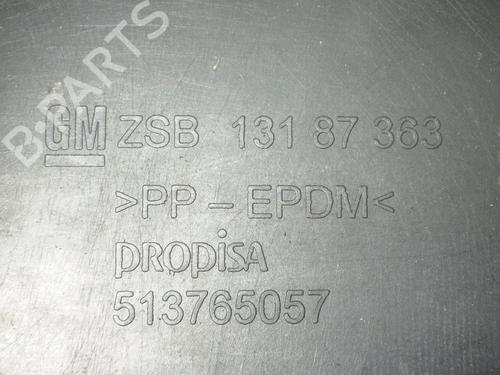 B-PARTS
GM ZSB 131 87 363
>PP - EPDM<
propisa
513765057